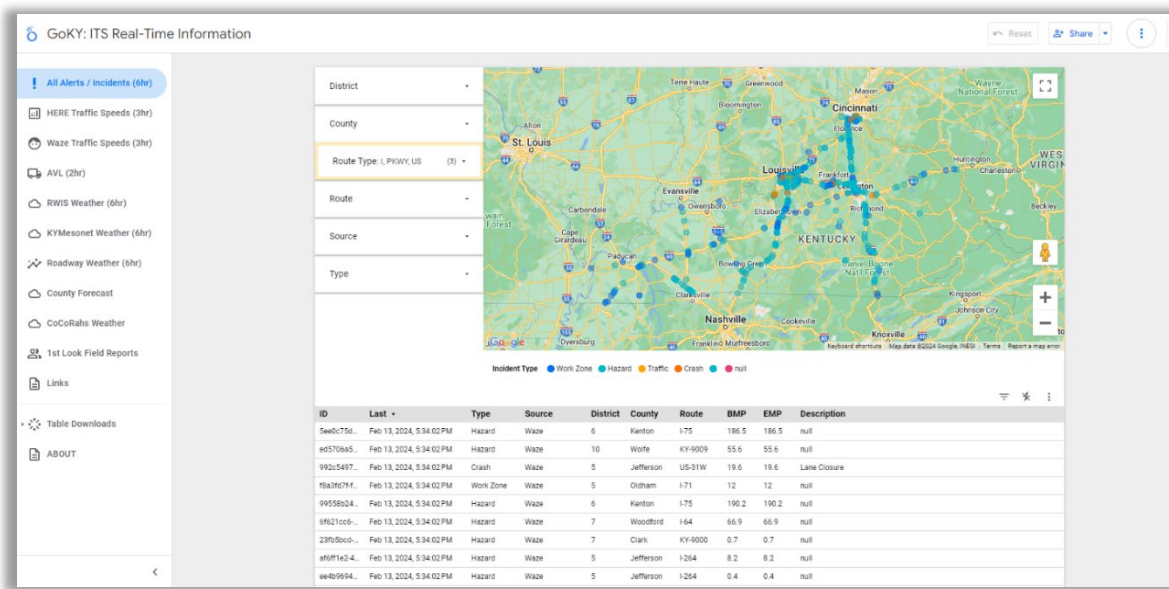 GoKY: ITS Real-Time Information
Reset
Share
All Alerts / Incidents (6hr)
HERE Traffic Speeds (3hr)
Waze Traffic Speeds (3hr)
AVL (2hr)
RWIS Weather (6hr)
KYMesonet Weather (6hr)
Roadway Weather (6hr)
County Forecast
CoCoRahs Weather
1st Look Field Reports
Links
Table Downloads
ABOUT
District
County
Route Type: I, PKWY, US (3)
Route
Source
Type
Terre Haute
Greenwood
Bloomington
Mason
Wayne National Forest
Cincinnati
Florence
Alton
St. Louis
Louisville
Frankfort
Huntington
Charleston
WES
VIRGIN
Evansville
Owensboro
Elizabethtown
Richmond
Beckley
Carbondale
Cape Girardeau
KENTUCKY
Paducah
Bowling Green
Daniel Boone
Nat'l Forest
Clarksville
Kingsport
Johnson City
Nashville
Cookeville
Knoxville
Dyersburg
Franklin
Murfreesboro
Keyboard shortcuts Map data ©2024 Google, INEGI Terms Report a map error
Incident Type Work Zone Hazard Traffic Crash null
ID Last Type Source District County Route BMP EMP Description
5ee0c75d... Feb 13, 2024, 5:34:02 PM Hazard Waze 6 Kenton I-75 186.5 186.5 null
ed5706a5... Feb 13, 2024, 5:34:02 PM Hazard Waze 10 Wolfe KY-9009 55.6 55.6 null
992c5497... Feb 13, 2024, 5:34:02 PM Crash Waze 5 Jefferson US-31W 19.6 19.6 Lane Closure
f8a3fd7f-f... Feb 13, 2024, 5:34:02 PM Work Zone Waze 5 Oldham I-71 12 12 null
99558b24... Feb 13, 2024, 5:34:02 PM Hazard Waze 6 Kenton I-75 190.2 190.2 null
6f621cc6-... Feb 13, 2024, 5:34:02 PM Hazard Waze 7 Woodford I-64 66.9 66.9 null
23fb5bcd-... Feb 13, 2024, 5:34:02 PM Hazard Waze 7 Clark KY-9000 0.7 0.7 null
af6ff1e2-4... Feb 13, 2024, 5:34:02 PM Hazard Waze 5 Jefferson I-264 8.2 8.2 null
ee4b9694... Feb 13, 2024, 5:34:02 PM Hazard Waze 5 Jefferson I-264 0.4 0.4 null